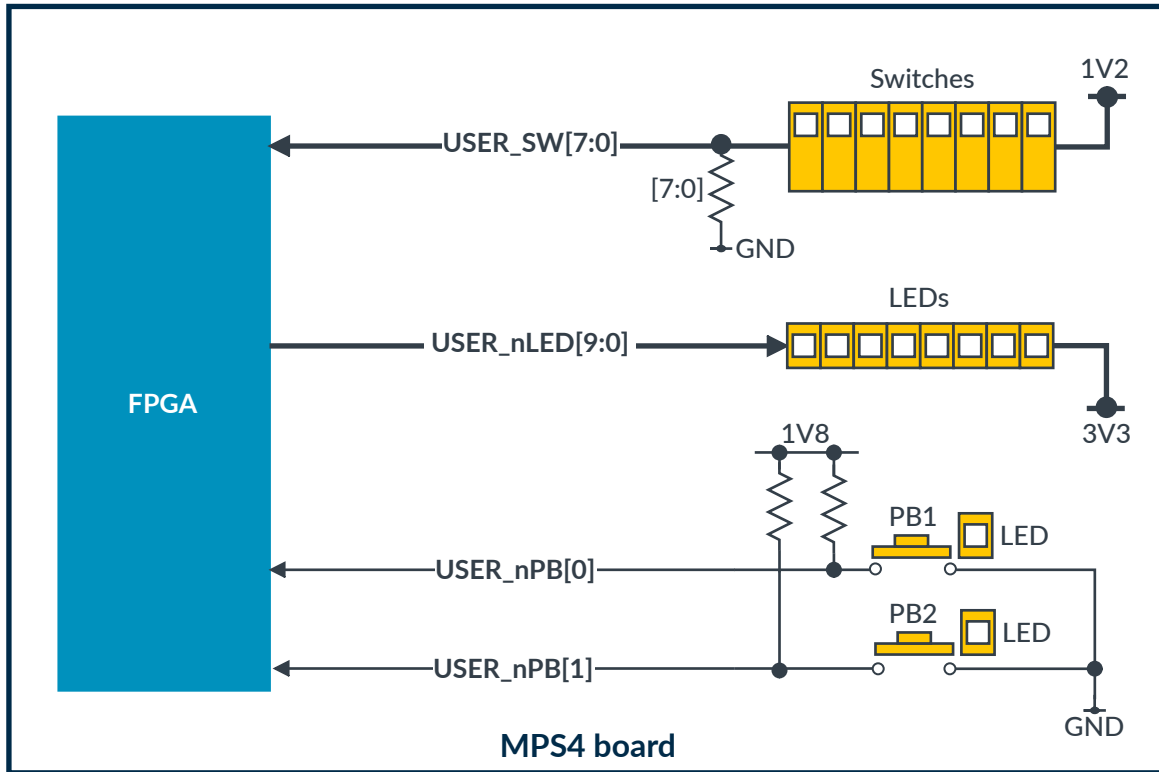 Switches
1V2
USER_SW[7:0]
[7:0]
GND
LEDs
USER_nLED[9:0]
FPGA
3V3
1V8
PB1
LED
USER_nPB[0]
PB2
LED
USER_nPB[1]
GND
MPS4 board